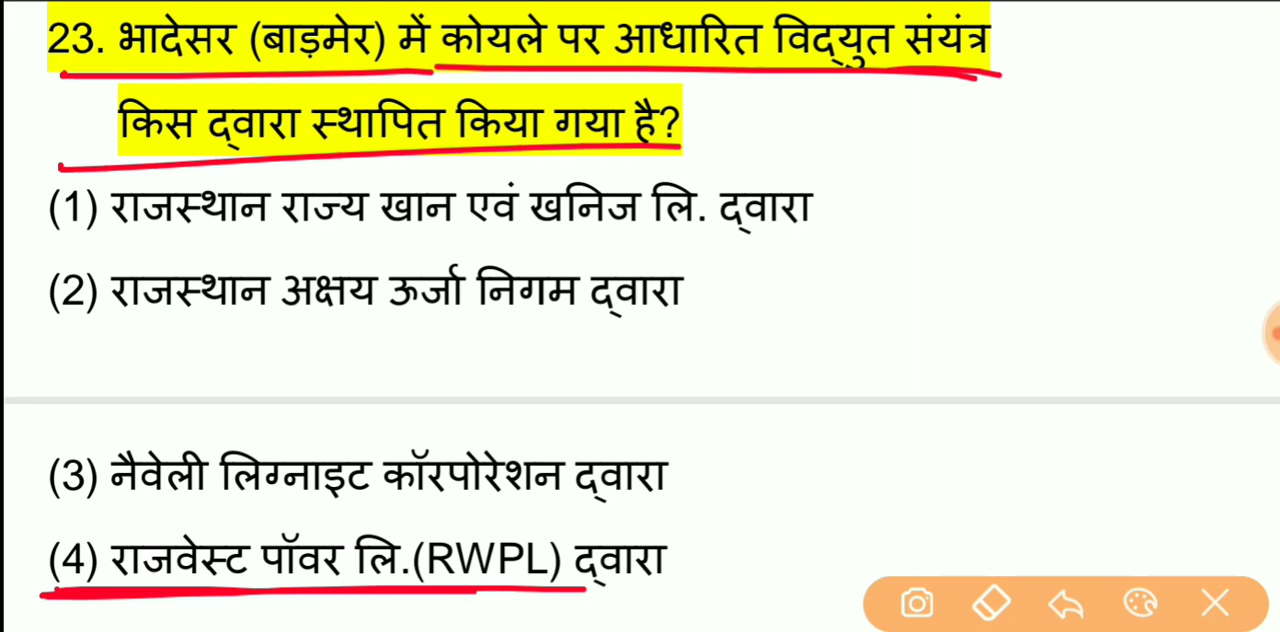 23. भादेसर (बाड़मेर) में कोयले पर आधारित विद्युत संयंत्र
किस द्वारा स्थापित किया गया है?
(1) राजस्थान राज्य खान एवं खनिज लि. द्वारा
(2) राजस्थान अक्षय ऊर्जा निगम द्वारा
(3) नैवेली लिग्नाइट कॉरपोरेशन द्वारा
(4) राजवेस्ट पॉवर लि.(RWPL) द्वारा